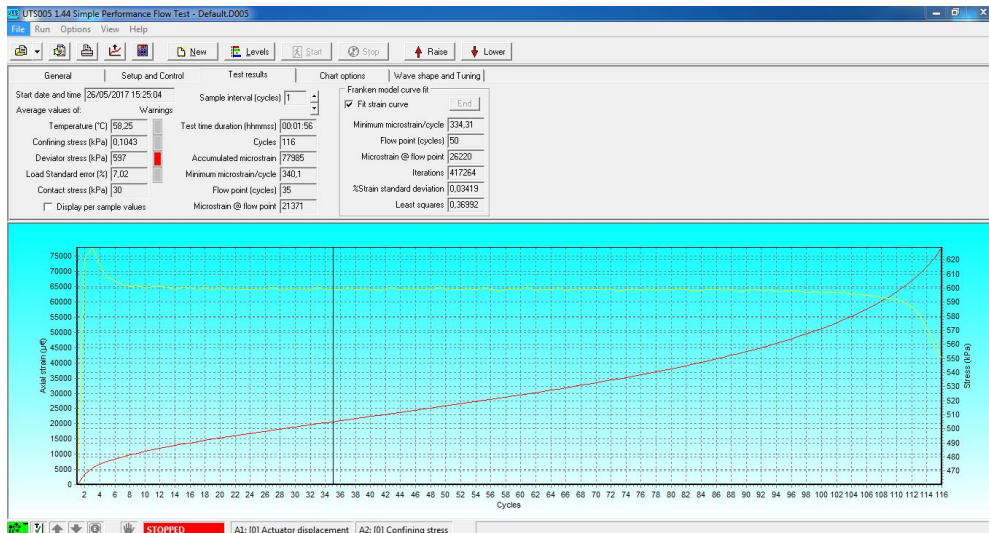 UTS005 1.44 Simple Performance Flow Test - Default.D005
File Run Options View Help
New Levels Start Stop Raise Lower
General Setup and Control Test results Chart options Wave shape and Tuning
Start date and time 26/05/2017 15:25:04
Average values of: Warnings
Temperature (°C) 58,25
Confining stress (kPa) 0,1043
Deviator stress (kPa) 597
Load Standard error (%) 7,02
Contact stress (kPa) 30
Display per sample values
Sample interval (cycles) 1
Test time duration (hhmmss) 00:01:56
Cycles 116
Accumulated microstrain 77985
Minimum microstrain/cycle 340,1
Flow point (cycles) 35
Microstrain @ flow point 21371
Franken model curve fit
Fit strain curve End
Minimum microstrain/cycle 334,31
Flow point (cycles) 50
Microstrain @ flow point 26220
Iterations 417264
%Strain standard deviation 0,03419
Least squares 0,36992
Axial strain (µ€)
75000
70000
65000
60000
55000
50000
45000
40000
35000
30000
25000
20000
15000
10000
5000
0
620
610
600
590
580
570
560
550
540
530
520
510
500
490
480
470
Stress (kPa)
2 4 6 8 10 12 14 16 18 20 22 24 26 28 30 32 34 36 38 40 42 44 46 48 50 52 54 56 58 60 62 64 66 68 70 72 74 76 78 80 82 84 86 88 90 92 94 96 98 100 102 104 106 108 110 112 114 116
Cycles
STOPPED A1: [0] Actuator displacement A2: [0] Confining stress